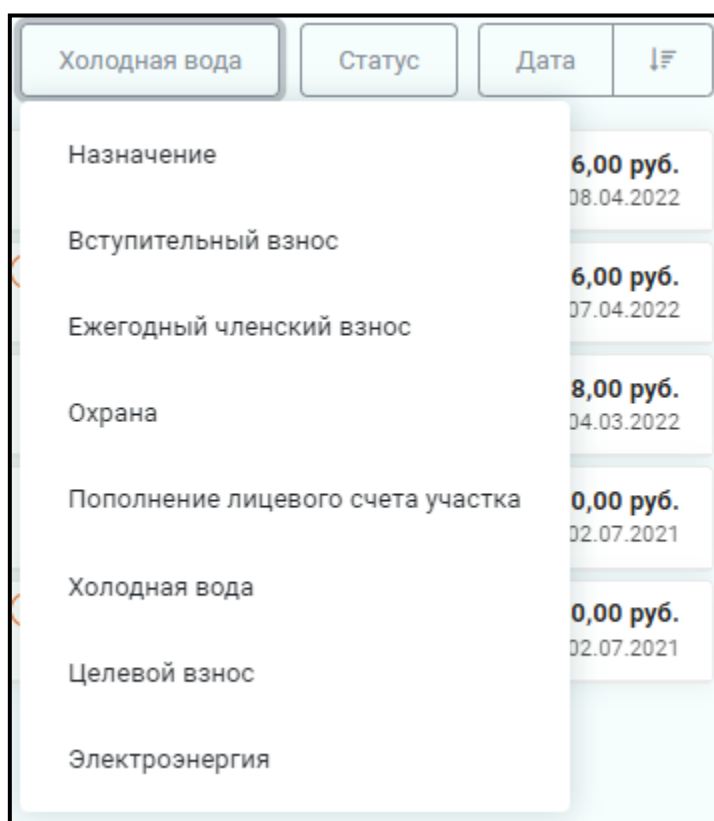 Холодная вода Статус Дата
Назначение
6,00 руб.
08.04.2022
Вступительный взнос
6,00 руб.
07.04.2022
Ежегодный членский взнос
8,00 руб.
04.03.2022
Охрана
Пополнение лицевого счета участка
0,00 руб.
02.07.2021
Холодная вода
0,00 руб.
02.07.2021
Целевой взнос
Электроэнергия